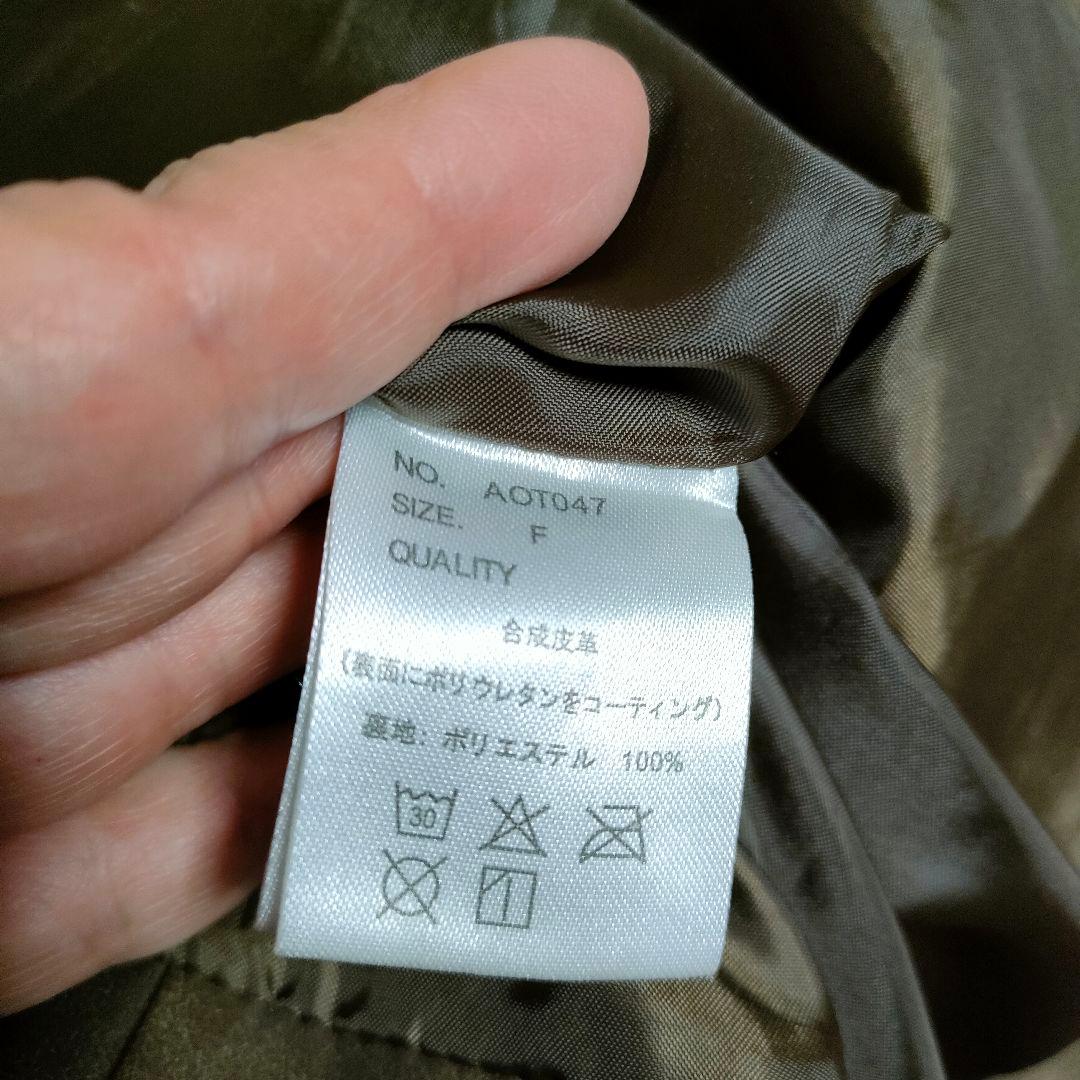 NO. AOT047
SIZE. F
QUALITY
合成皮革
(表面にポリウレタンをコーティング)
裏地: ポリエステル 100%
30